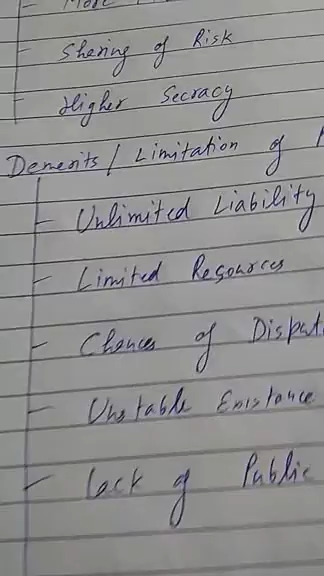 - More
- Sharing of Risk
- Higher Secracy
Demerits / Limitation of
- Unlimited Liability
- Limited Resources
- Chances of Disput
- Unstable Existance
- Lack of Public